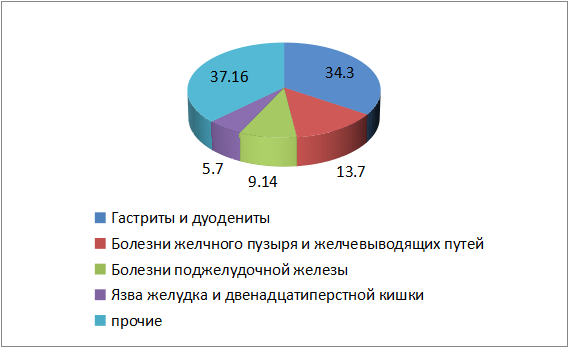 37.16
34.3
5.7
9.14
13.7
Гастриты и дуодениты
Болезни желчного пузыря и желчевыводящих путей
Болезни поджелудочной железы
Язва желудка и двенадцатиперстной кишки
прочие